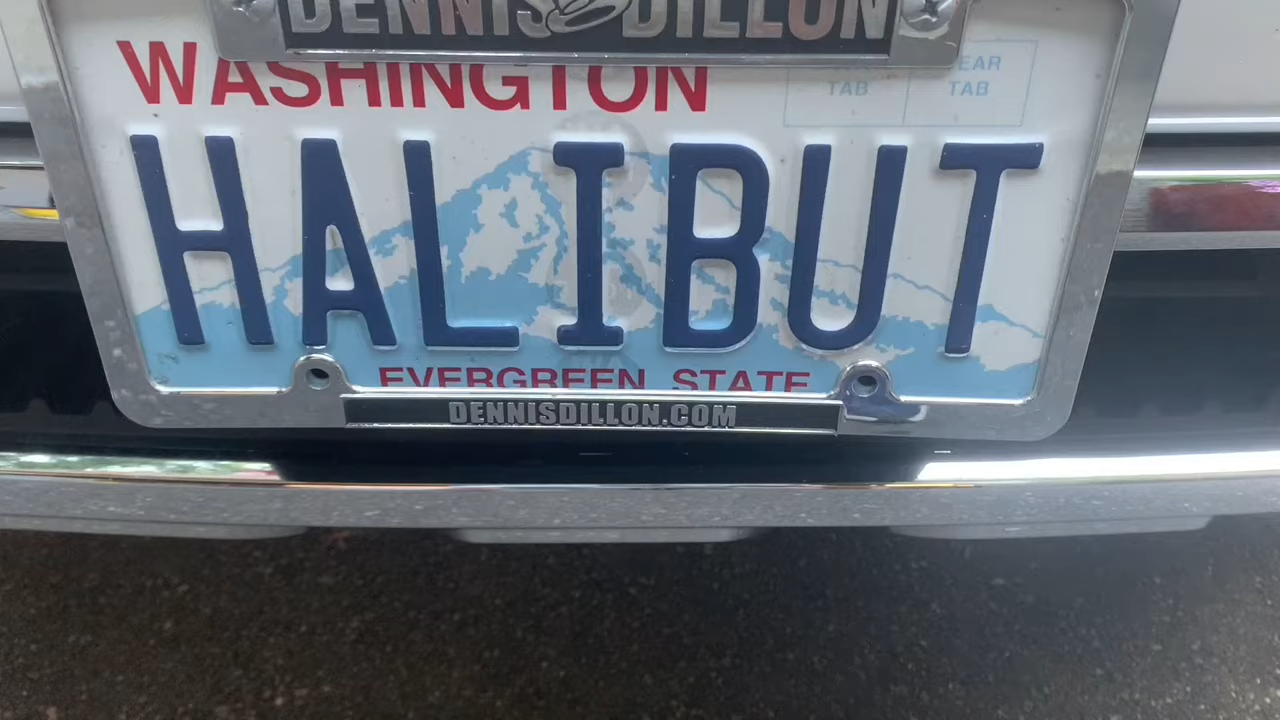 DENNIS DILLON
WASHINGTON
TAB
YEAR TAB
HALIBUT
EVERGREEN STATE
DENNISDILLON.COM